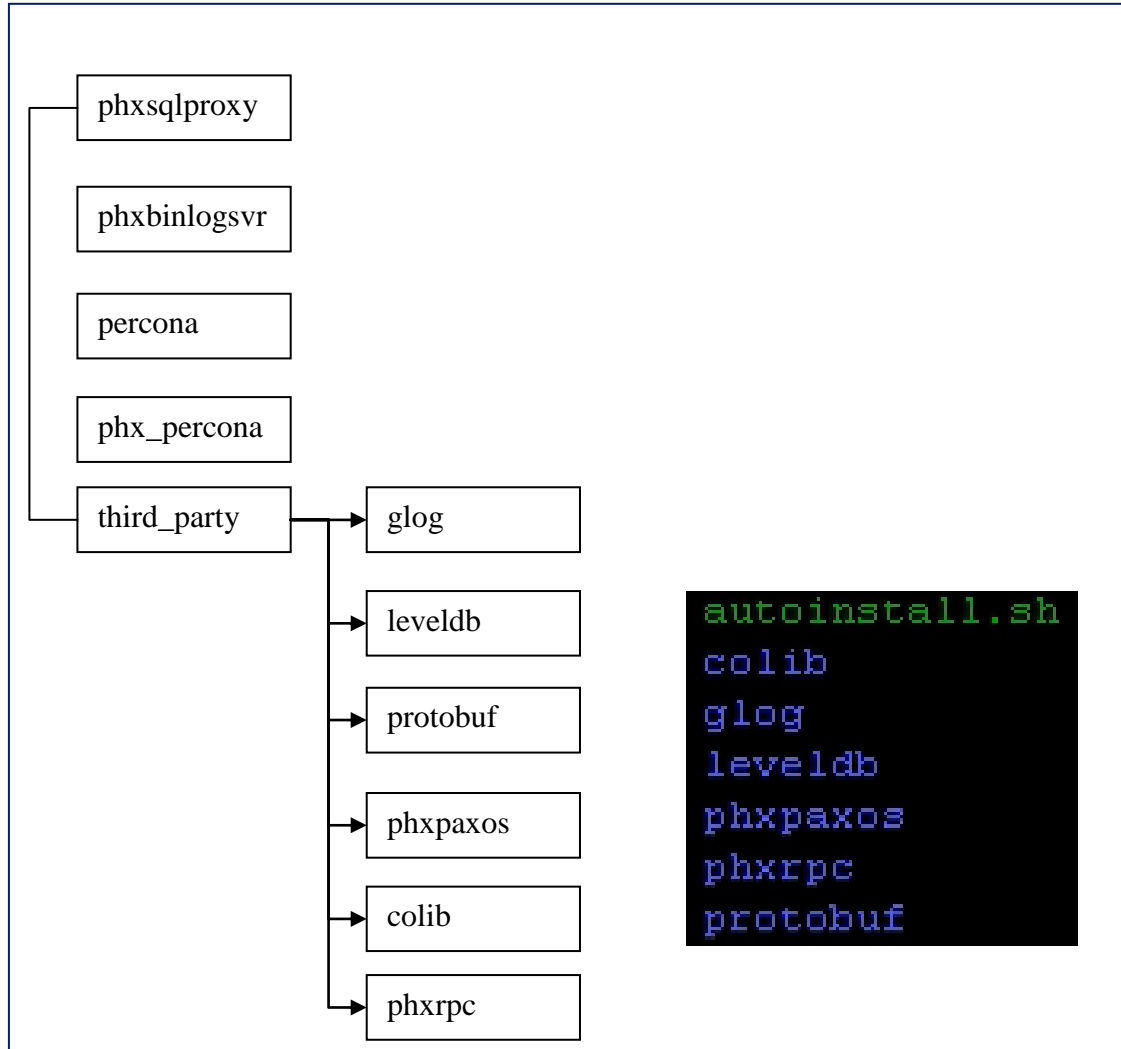 phxsqlproxy
phxbinlogsvr
percona
phx_percona
third_party
glog
leveldb
protobuf
phxpaxos
colib
phxrpc
autoinstall.sh
colib
glog
leveldb
phxpaxos
phxrpc
protobuf